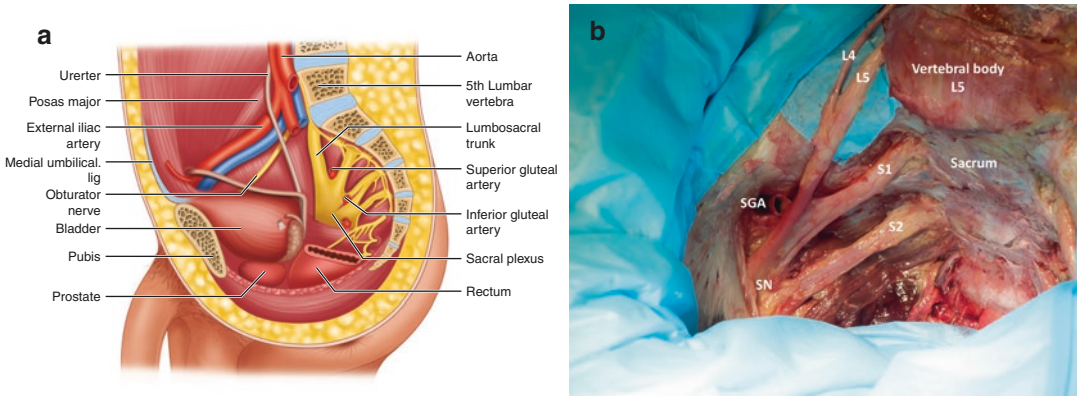 a
Urerter
Posas major
External iliac
artery
Medial umbilical.
lig
Obturator
nerve
Bladder
Pubis
Prostate
Aorta
5th Lumbar
vertebra
Lumbosacral
trunk
Superior gluteal
artery
Inferior gluteal
artery
Sacral plexus
Rectum
b
L4
L5
Vertebral body
L5
S1
Sacrum
SGA
S2
SN